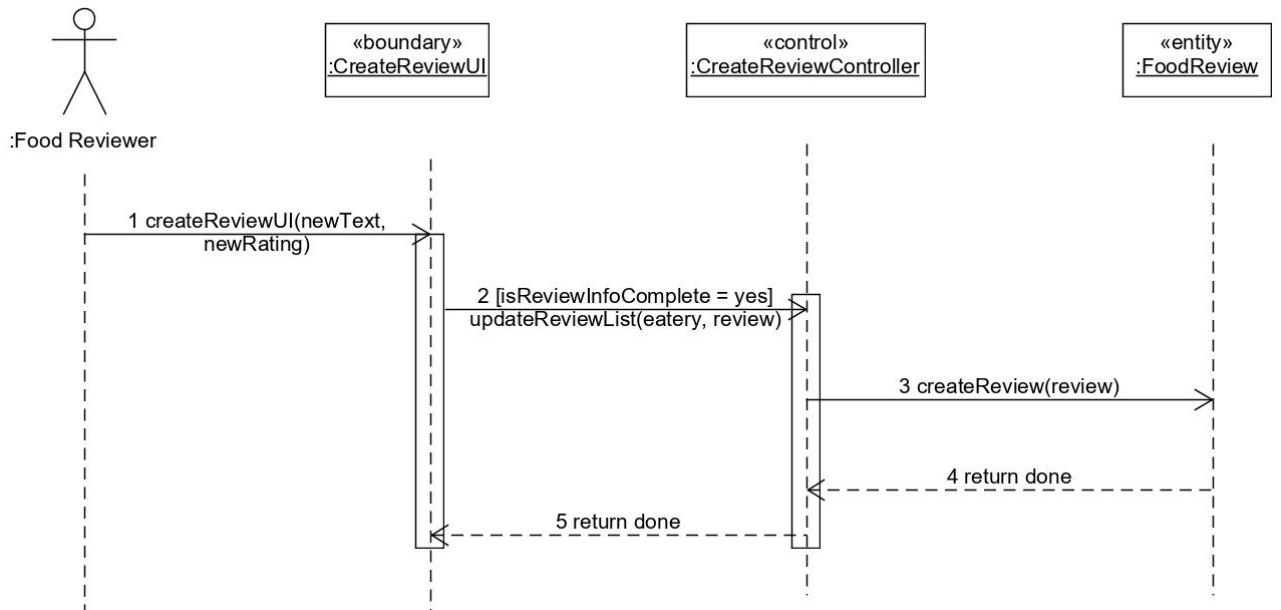 «boundary»
:CreateReviewUI
«control»
:CreateReviewController
«entity»
:FoodReview
:Food Reviewer
1 createReviewUI(newText,
newRating)
2 [isReviewInfoComplete = yes]
updateReviewList(eatery, review)
3 createReview(review)
4 return done
5 return done